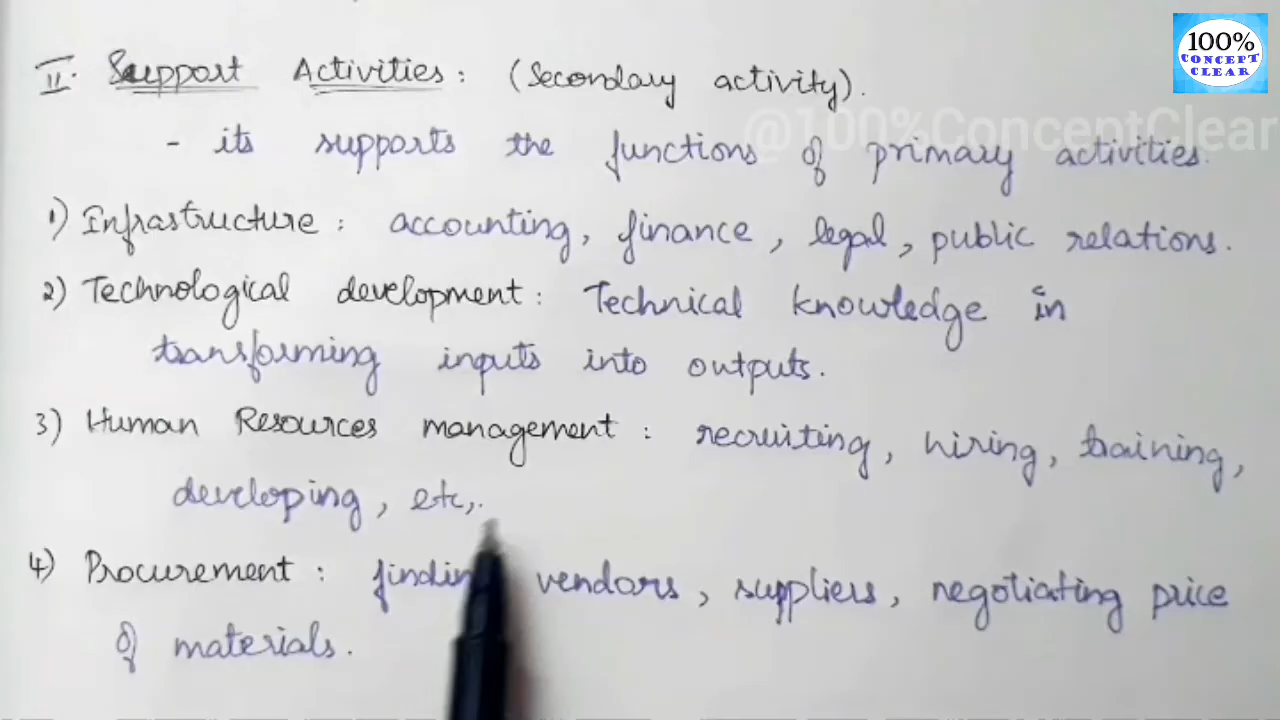 100%
CONCEPT
CLEAR
@100%ConceptClear
II. Support Activities: (Secondary activity).
- its supports the functions of primary activities.
1) Infrastructure: accounting, finance, legal, public relations.
2) Technological development: Technical knowledge in
transforming inputs into outputs.
3) Human Resources management: recruiting, hiring, training,
developing, etc,.
4) Procurement: findin vendors, suppliers, negotiating price
of materials.